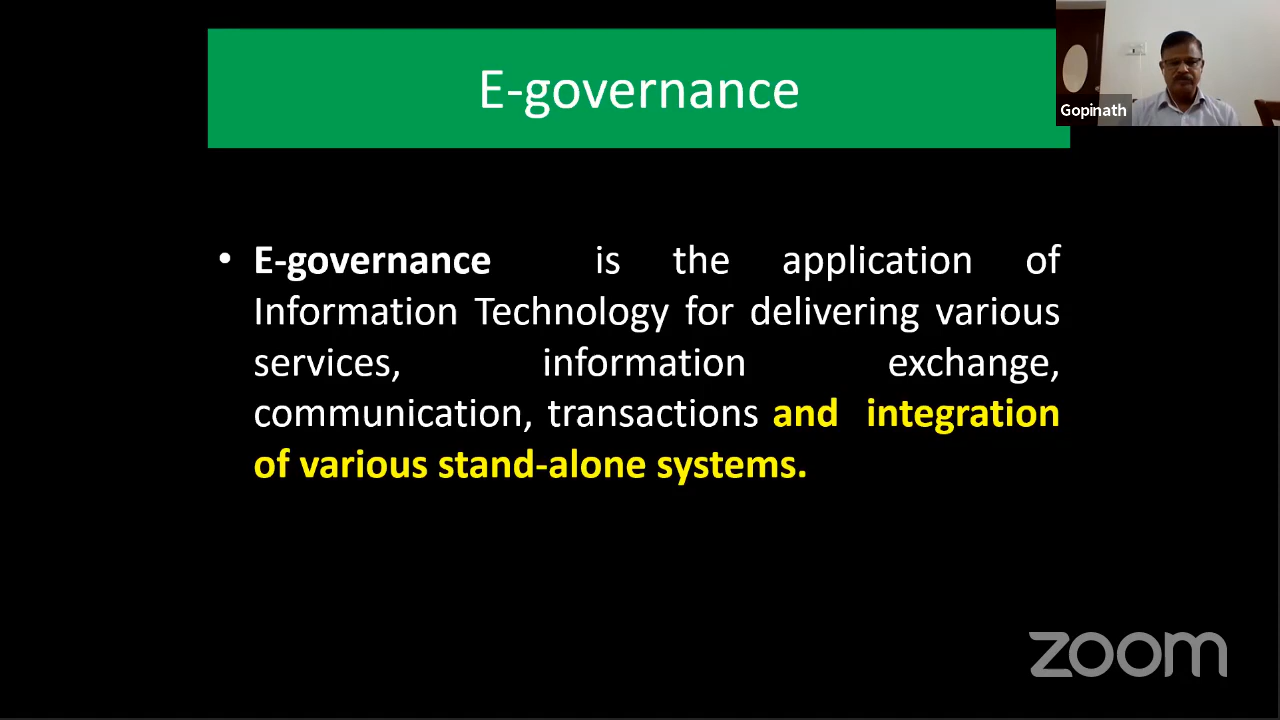 E-governance
Gopinath
• E-governance is the application of
Information Technology for delivering various
services, information exchange,
communication, transactions and integration
of various stand-alone systems.
zoom